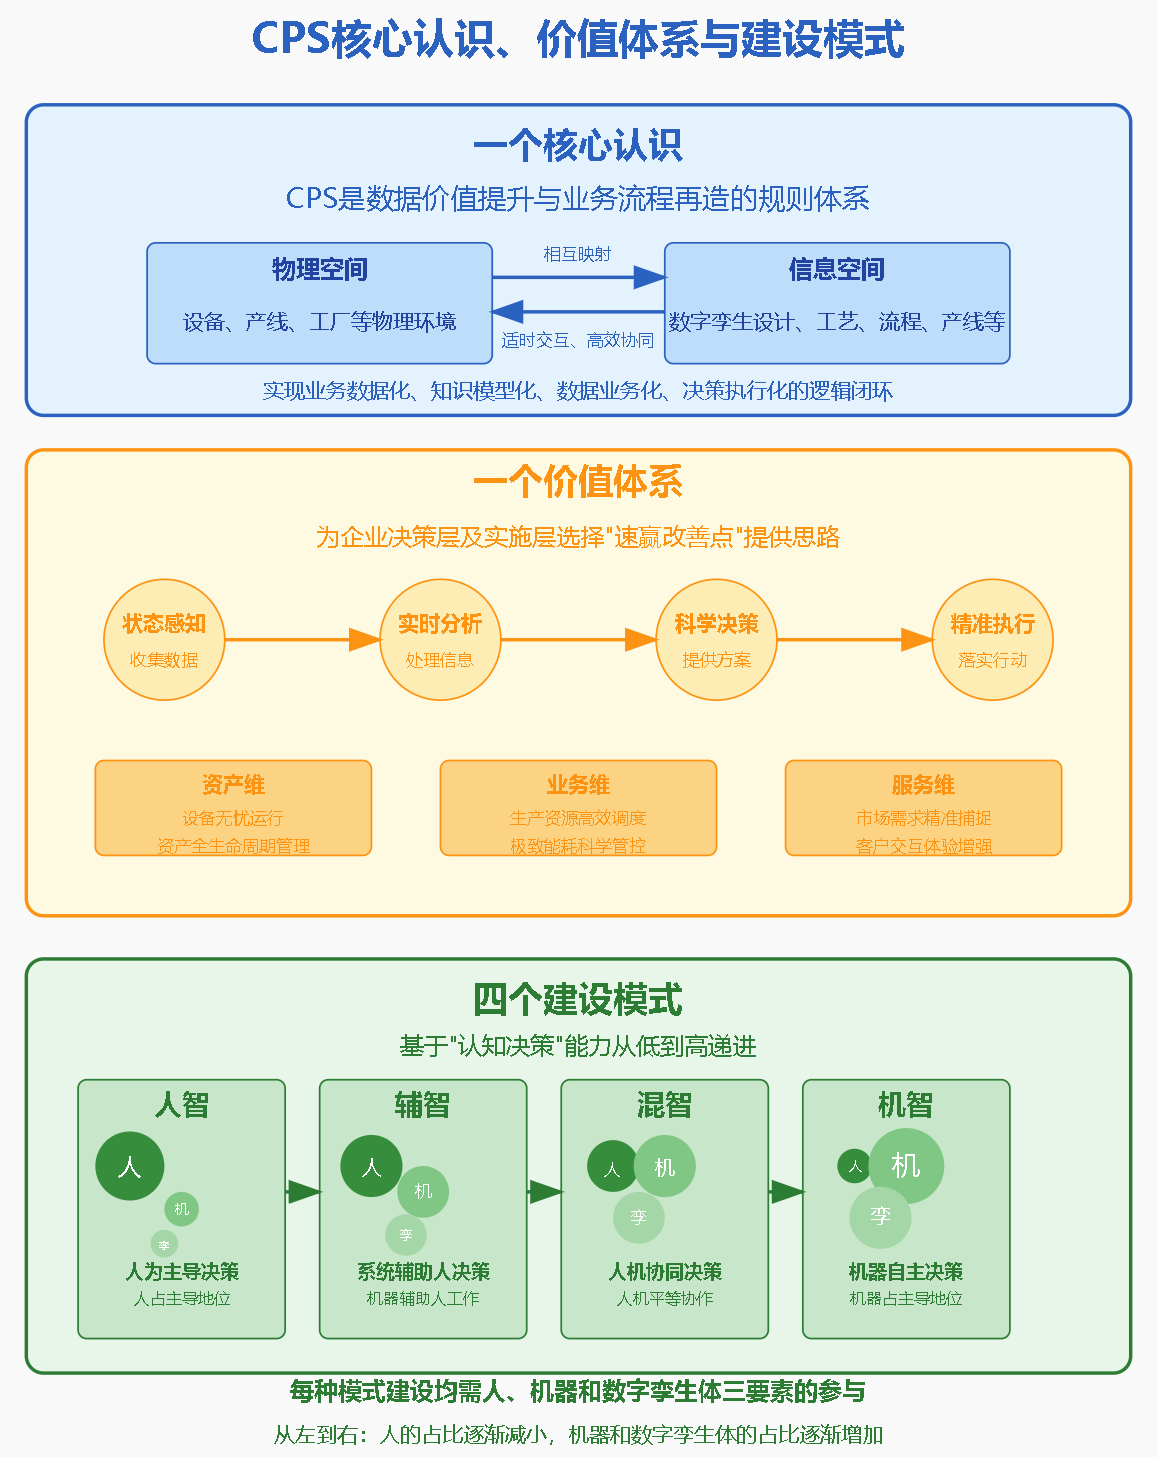 CPS核心认识、价值体系与建设模式
一个核心认识
CPS是数据价值提升与业务流程再造的规则体系
物理空间
设备、产线、工厂等物理环境
相互映射
适时交互、高效协同
信息空间
数字孪生设计、工艺、流程、产线等
实现业务数据化、知识模型化、数据业务化、决策执行化的逻辑闭环
一个价值体系
为企业决策层及实施层选择"速赢改善点"提供思路
状态感知
收集数据
实时分析
处理信息
科学决策
提供方案
精准执行
落实行动
资产维
设备无忧运行
资产全生命周期管理
业务维
生产资源高效调度
极致能耗科学管控
服务维
市场需求精准捕捉
客户交互体验增强
四个建设模式
基于"认知决策"能力从低到高递进
人智
人
机
孪
人为主导决策
人占主导地位
辅智
人
机
孪
系统辅助人决策
机器辅助人工作
混智
人
机
孪
人机协同决策
人机平等协作
机智
人
机
孪
机器自主决策
机器占主导地位
每种模式建设均需人、机器和数字孪生体三要素的参与
从左到右：人的占比逐渐减小，机器和数字孪生体的占比逐渐增加